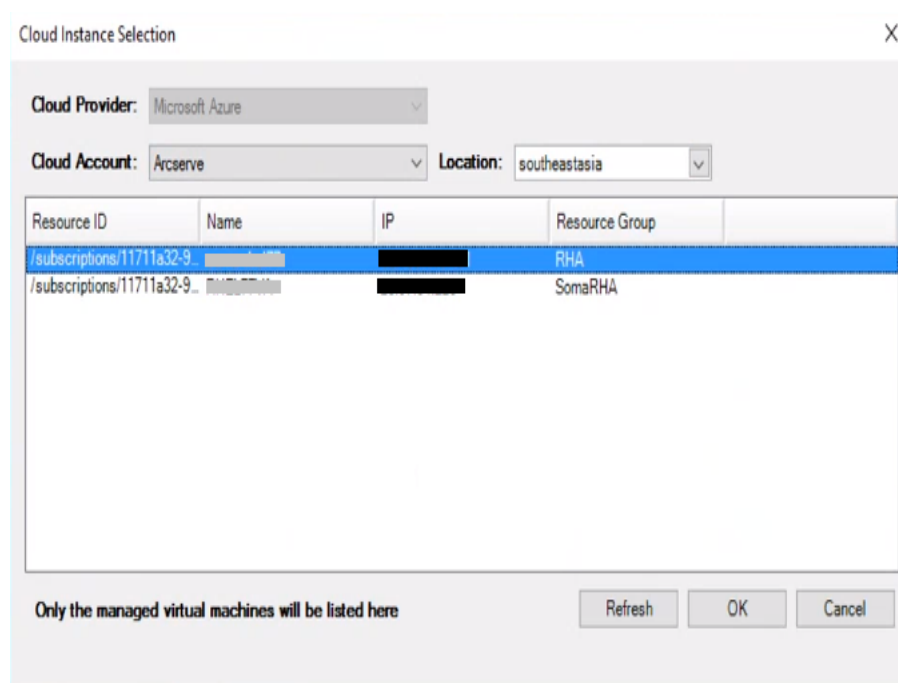 Cloud Instance Selection X
Cloud Provider: Microsoft Azure
Cloud Account: Arcserve Location: southeastasia
Resource ID Name IP Resource Group
/subscriptions/11711a32-9... RHA
/subscriptions/11711a32-9... SomaRHA
Only the managed virtual machines will be listed here Refresh OK Cancel